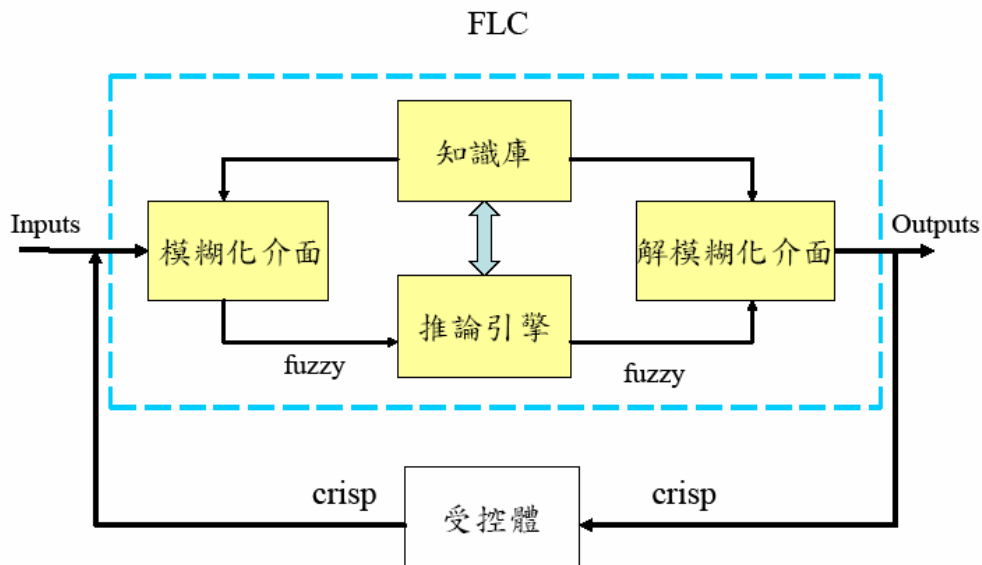 FLC
知識庫
Inputs
模糊化介面
解模糊化介面
Outputs
推論引擎
fuzzy
fuzzy
crisp
受控體
crisp